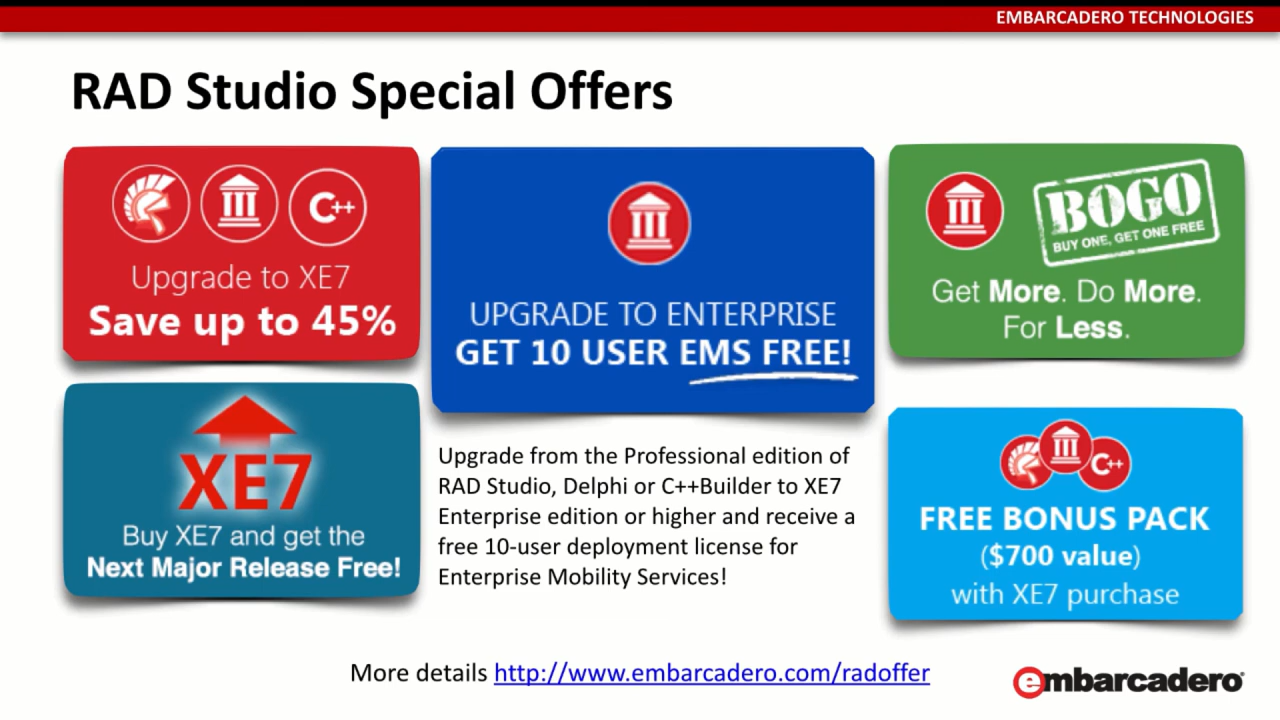 EMBARCADERO TECHNOLOGIES
RAD Studio Special Offers
C++
Upgrade to XE7
Save up to 45%
UPGRADE TO ENTERPRISE
GET 10 USER EMS FREE!
BOGO
BUY ONE, GET ONE FREE
Get More. Do More.
For Less.
XE7
Buy XE7 and get the
Next Major Release Free!
Upgrade from the Professional edition of
RAD Studio, Delphi or C++Builder to XE7
Enterprise edition or higher and receive a
free 10-user deployment license for
Enterprise Mobility Services!
C++
FREE BONUS PACK
($700 value)
with XE7 purchase
More details http://www.embarcadero.com/radoffer
embarcadero